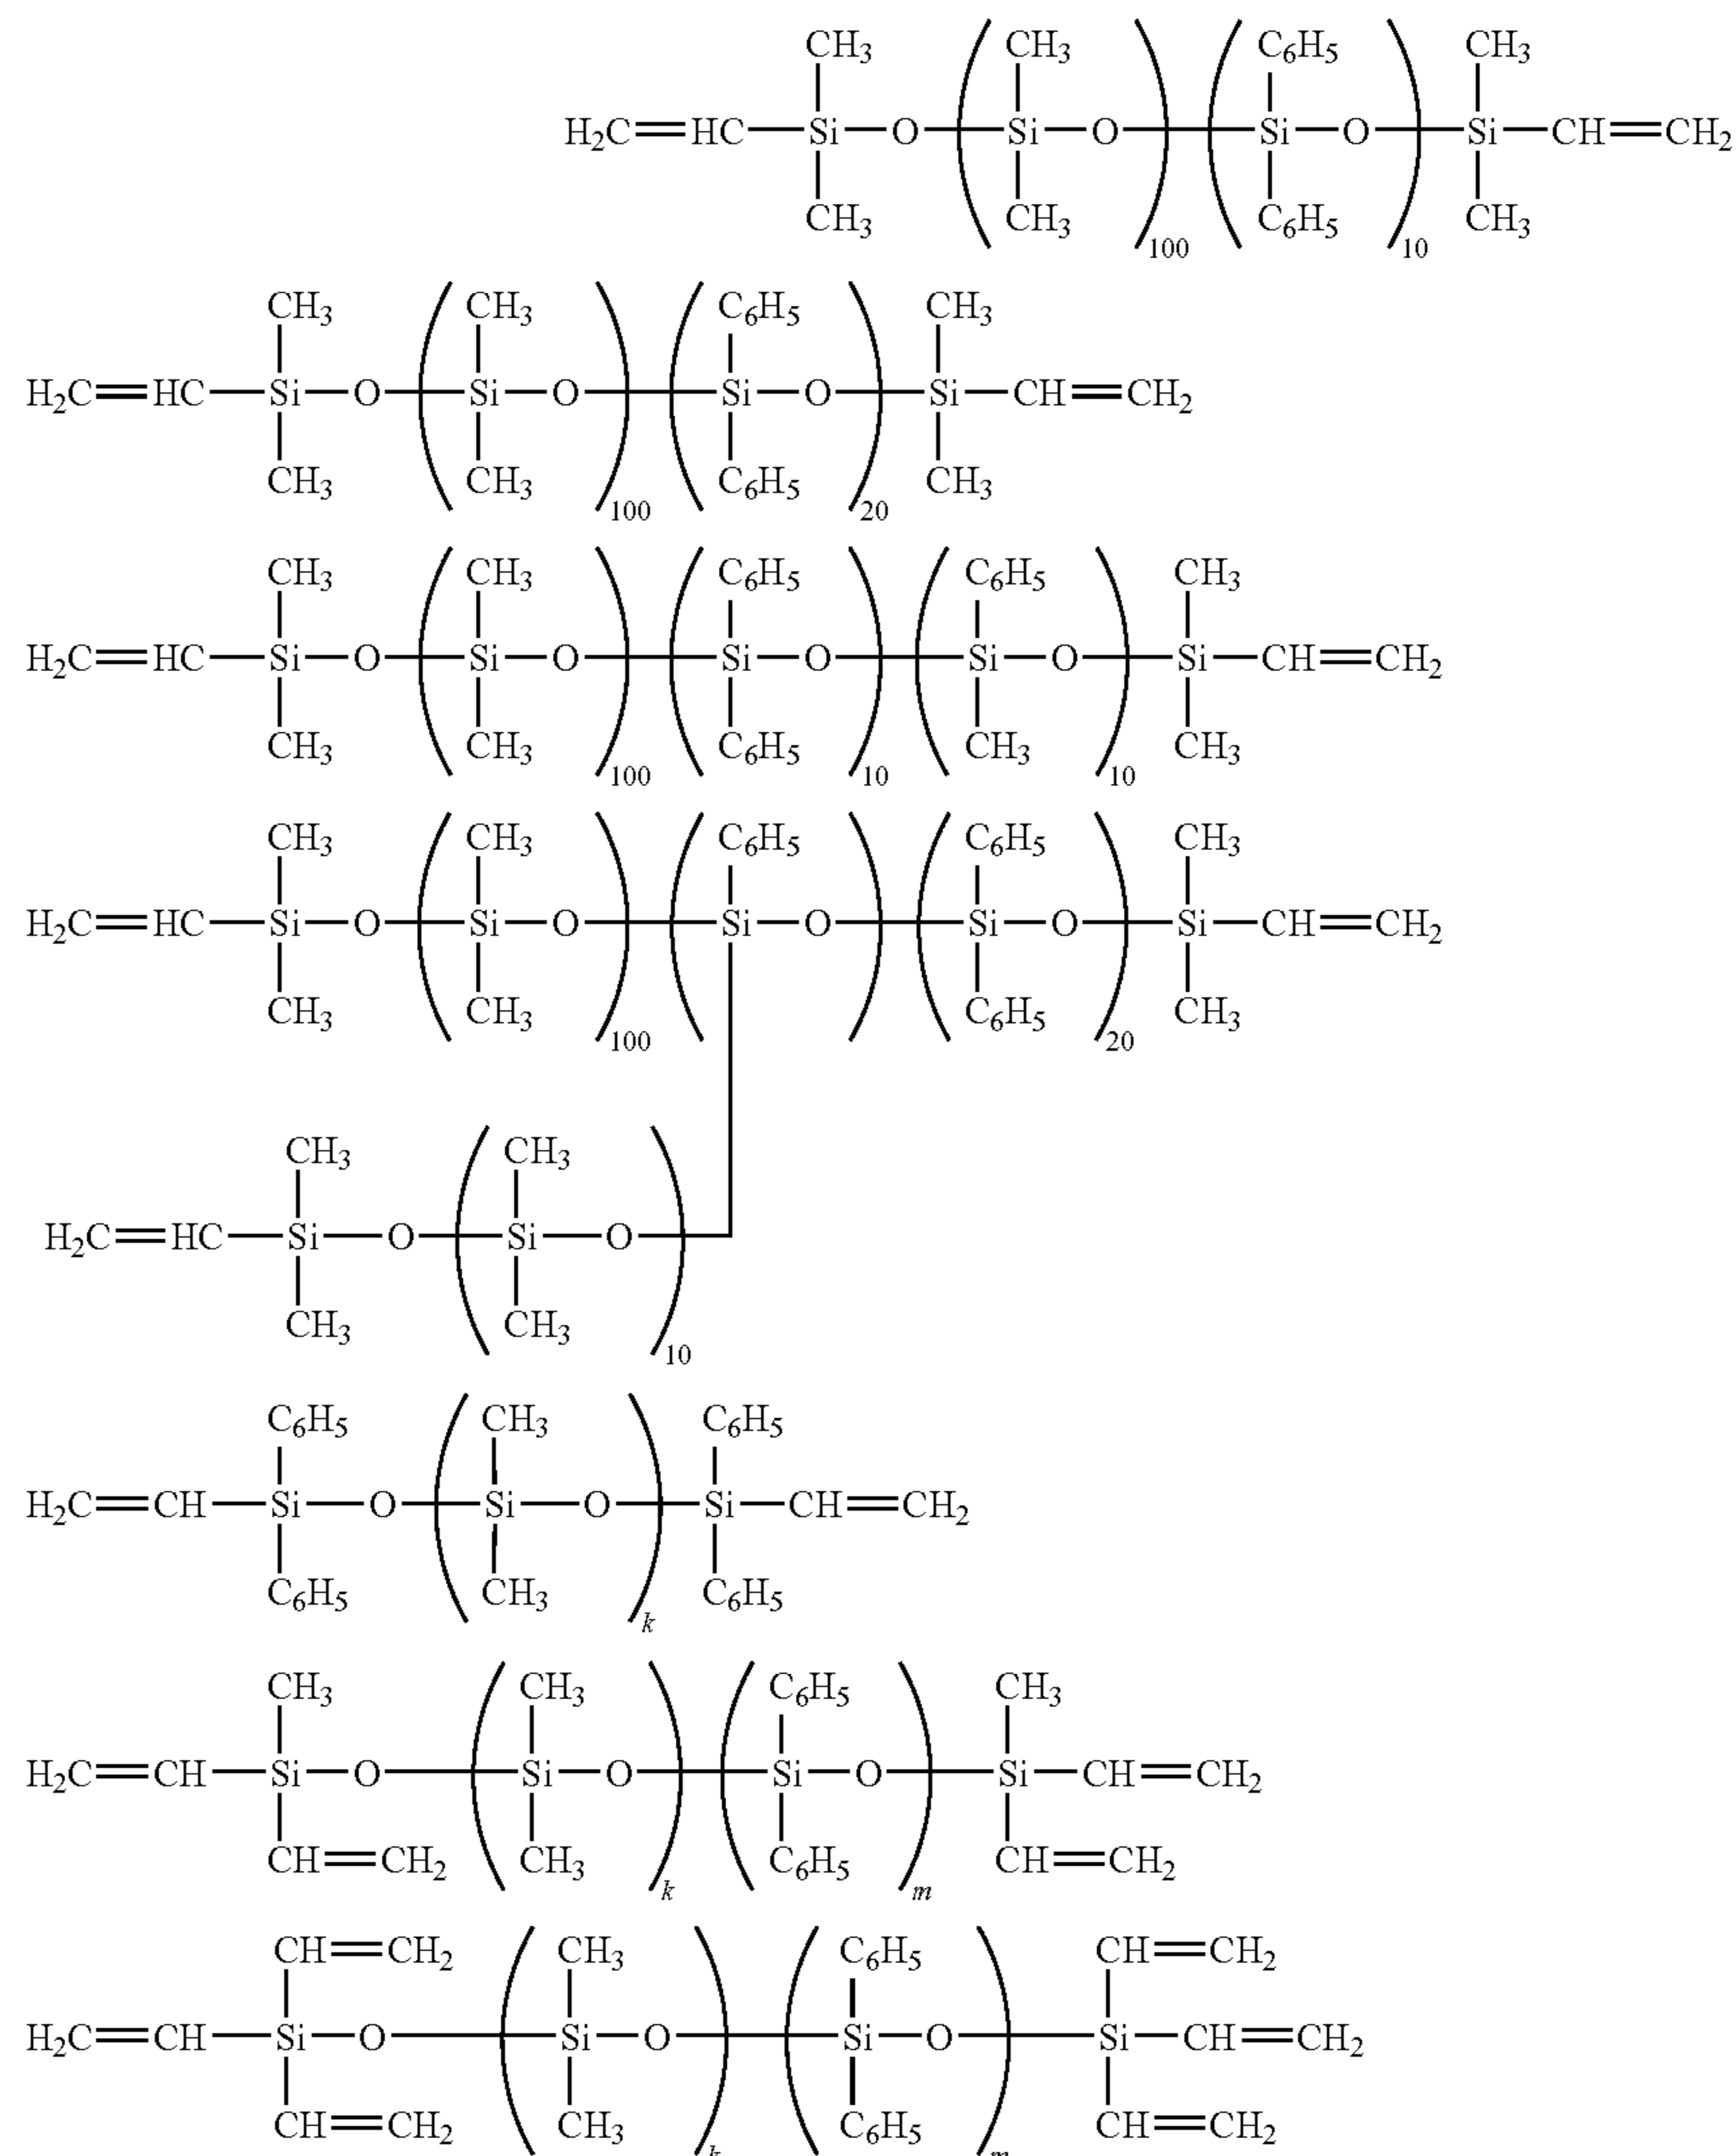 CH3 CH3 C6H5 CH3
H2C=HC—Si—O—(Si—O)—(Si—O)—Si—CH=CH2
CH3 CH3 C6H5 CH3
100 10
CH3 CH3 C6H5 CH3
H2C=HC—Si—O—(Si—O)—(Si—O)—Si—CH=CH2
CH3 CH3 C6H5 CH3
100 20
CH3 CH3 C6H5 C6H5 CH3
H2C=HC—Si—O—(Si—O)—(Si—O)—(Si—O)—Si—CH=CH2
CH3 CH3 C6H5 CH3 CH3
100 10 10
CH3 CH3 C6H5 C6H5 CH3
H2C=HC—Si—O—(Si—O)—(Si—O)—(Si—O)—Si—CH=CH2
CH3 CH3 C6H5 CH3
100 20
CH3 CH3
H2C=HC—Si—O—(Si—O)
CH3 CH3
10
C6H5 CH3 C6H5
H2C=CH—Si—O—(Si—O)—Si—CH=CH2
C6H5 CH3 C6H5
k
CH3 CH3 C6H5 CH3
H2C=CH—Si—O—(Si—O)—(Si—O)—Si—CH=CH2
CH=CH2 CH3 C6H5 CH=CH2
k m
CH=CH2 CH3 C6H5 CH=CH2
H2C=CH—Si—O—(Si—O)—(Si—O)—Si—CH=CH2
CH=CH2 CH3 C6H5 CH=CH2
k m